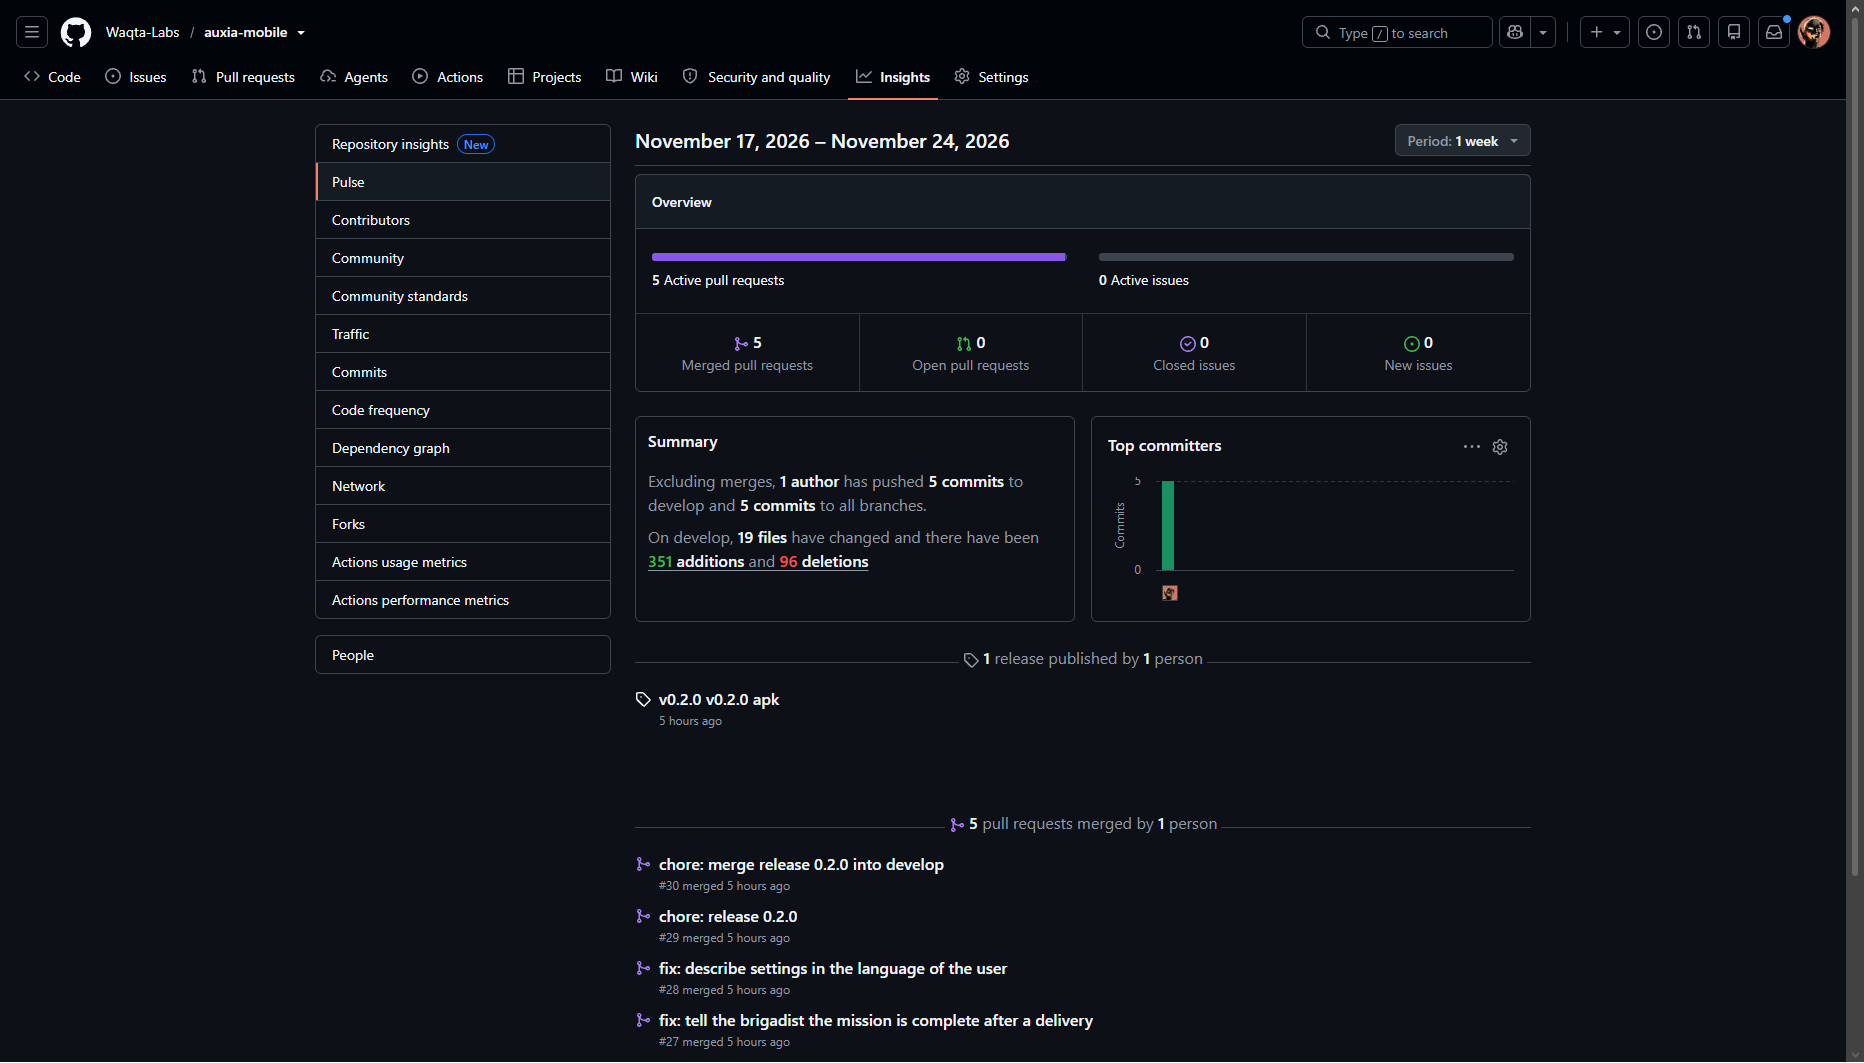 Waqta-Labs / auxia-mobile
Type / to search
Code
Issues
Pull requests
Agents
Actions
Projects
Wiki
Security and quality
Insights
Settings
Repository insights New
Pulse
Contributors
Community
Community standards
Traffic
Commits
Code frequency
Dependency graph
Network
Forks
Actions usage metrics
Actions performance metrics
People
November 17, 2026 – November 24, 2026
Period: 1 week
Overview
5 Active pull requests
0 Active issues
5
Merged pull requests
0
Open pull requests
0
Closed issues
0
New issues
Summary
Excluding merges, 1 author has pushed 5 commits to
develop and 5 commits to all branches.
On develop, 19 files have changed and there have been
351 additions and 96 deletions
Top committers
5
Commits
0
1 release published by 1 person
v0.2.0 v0.2.0 apk
5 hours ago
5 pull requests merged by 1 person
chore: merge release 0.2.0 into develop
#30 merged 5 hours ago
chore: release 0.2.0
#29 merged 5 hours ago
fix: describe settings in the language of the user
#28 merged 5 hours ago
fix: tell the brigadist the mission is complete after a delivery
#27 merged 5 hours ago